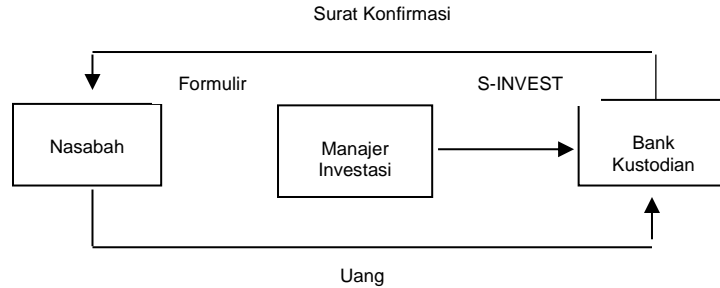 Surat Konfirmasi
Formulir
S-INVEST
Nasabah
Manajer
Investasi
Bank
Kustodian
Uang